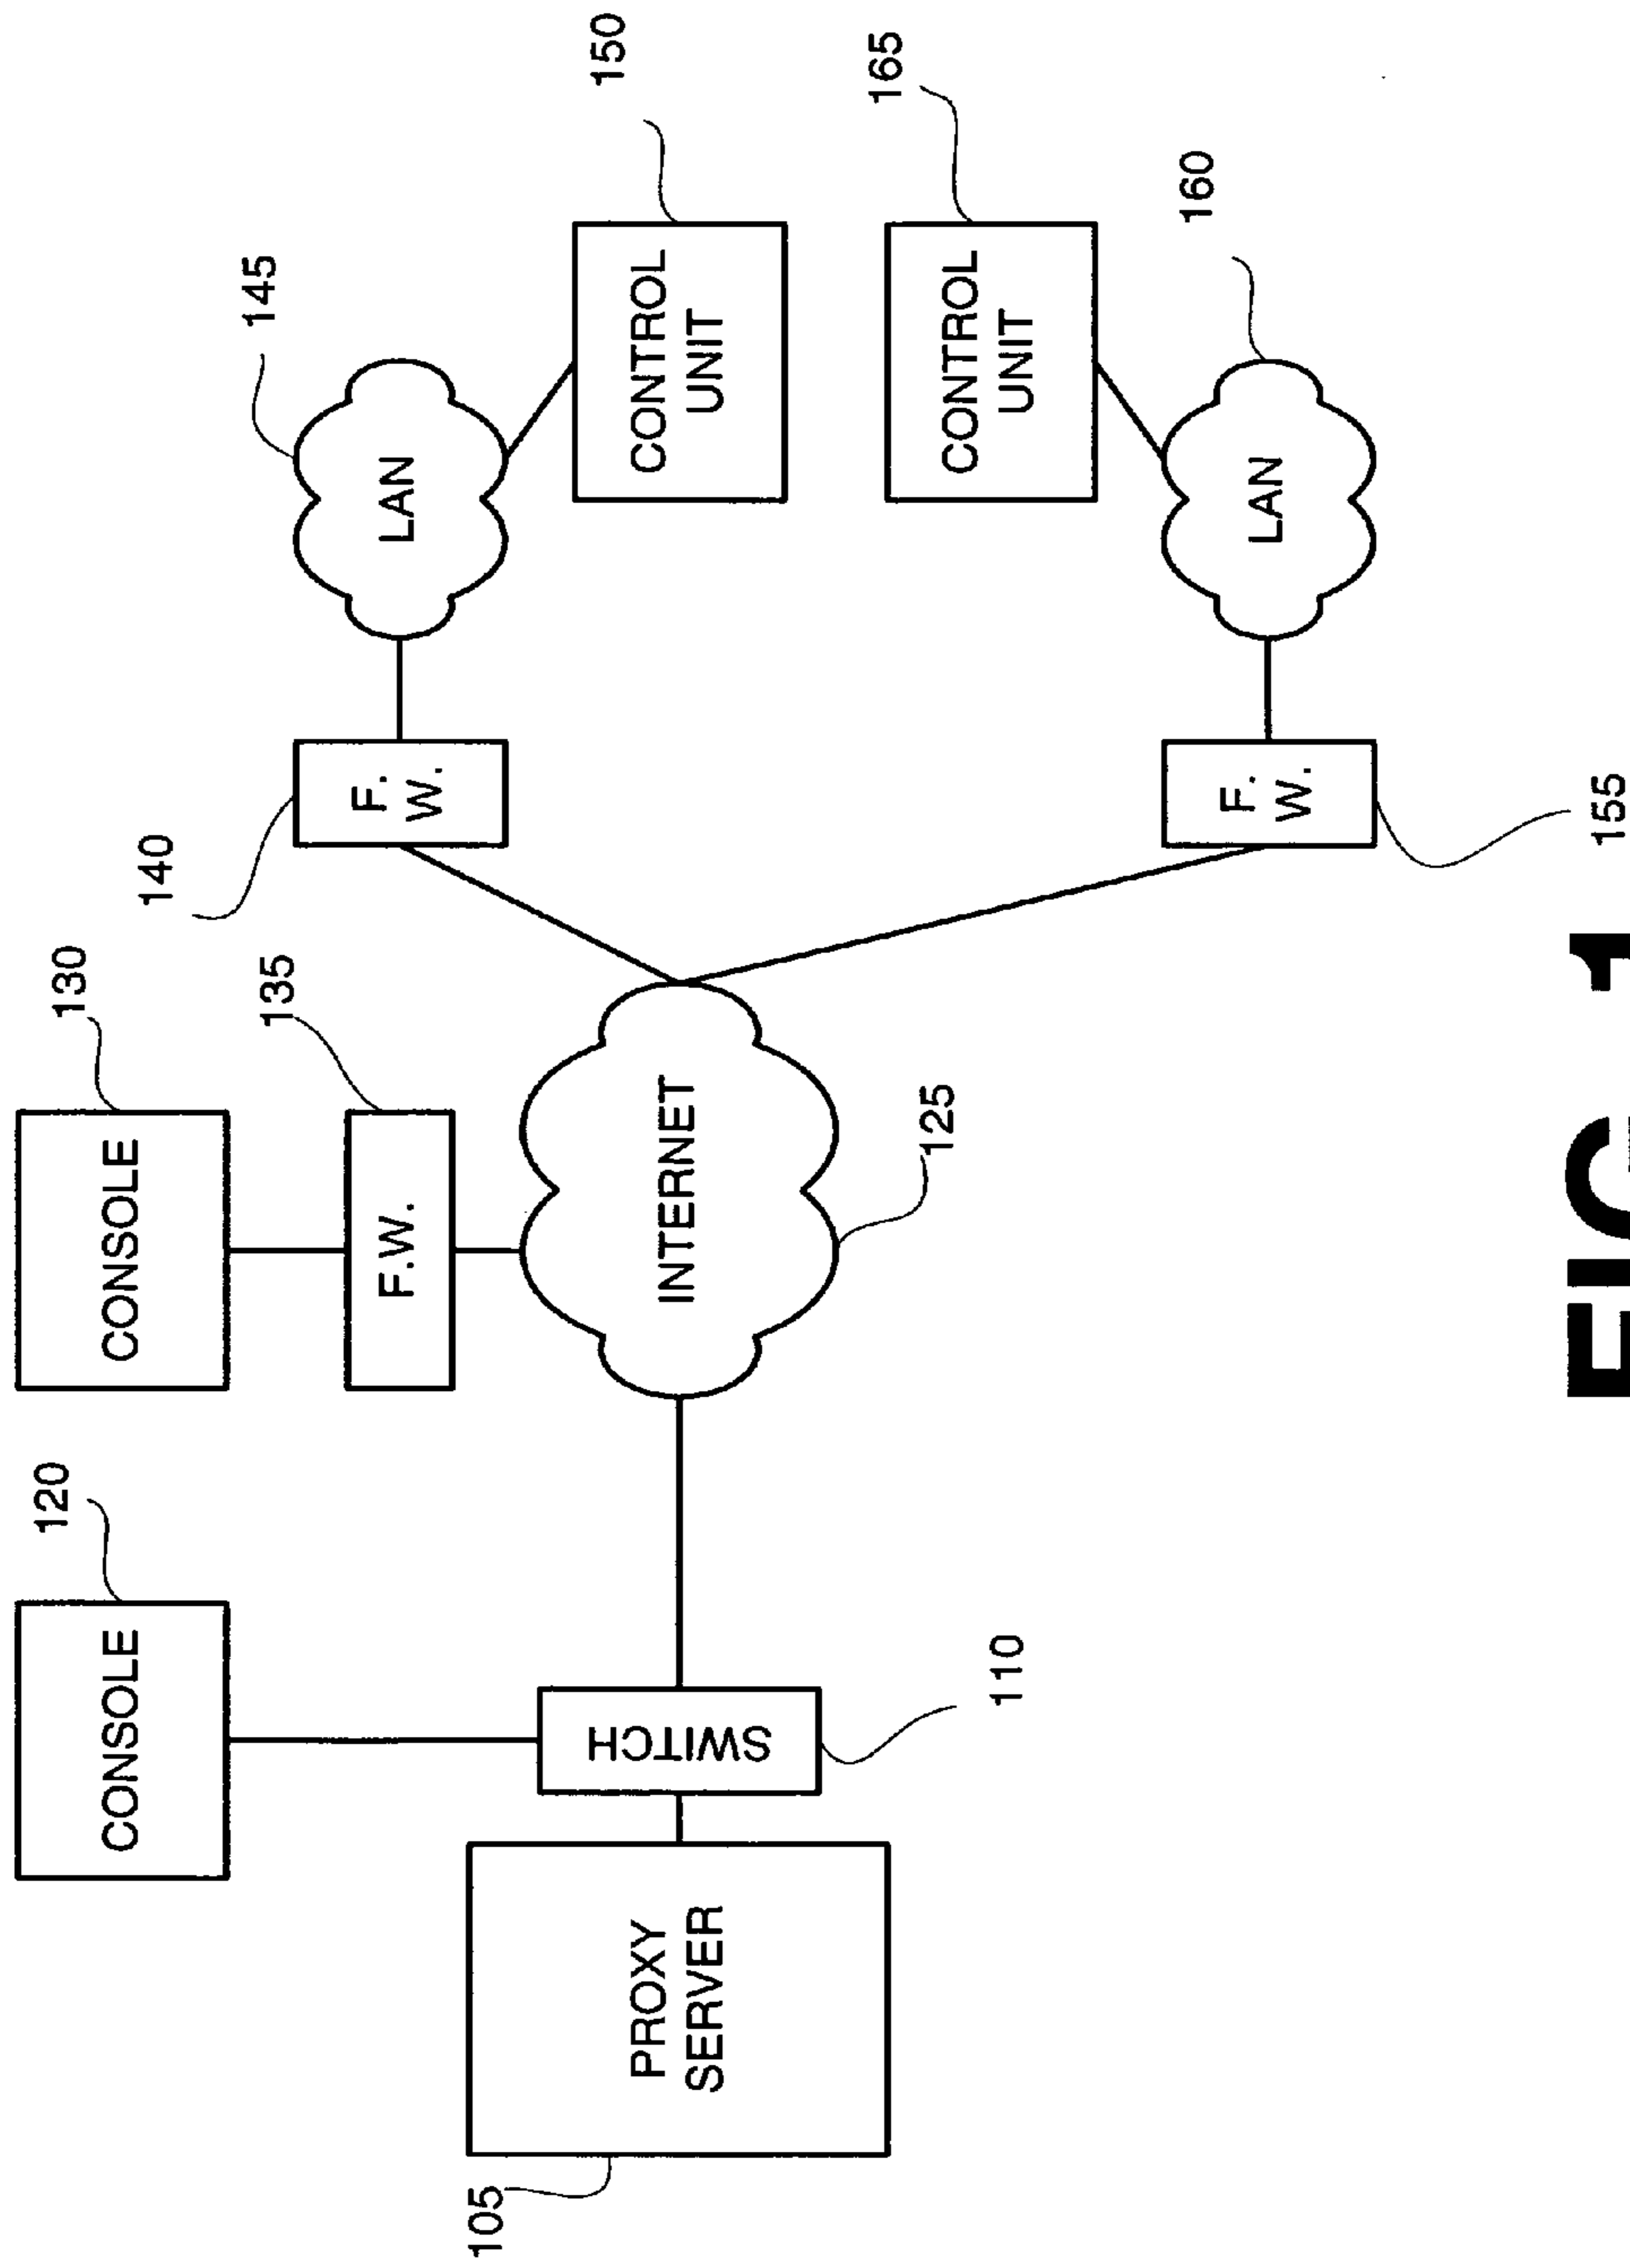 120
CONSOLE
130
CONSOLE
135
F.W.
140
F.
W.
145
LAN
150
CONTROL
UNIT
105
PROXY
SERVER
SWITCH
110
INTERNET
125
165
CONTROL
UNIT
160
LAN
F.
W.
155
FIG. 1